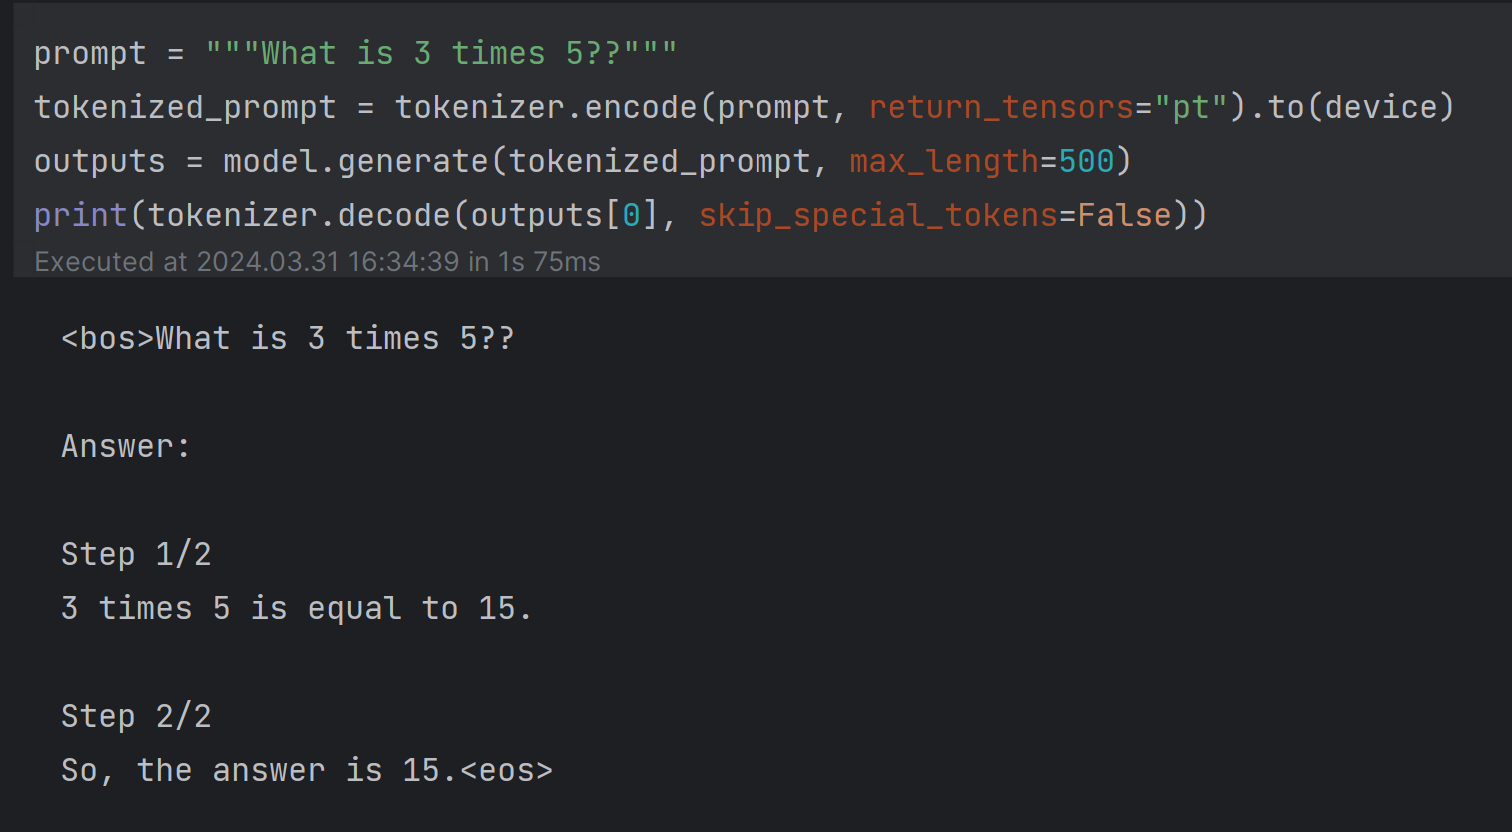 prompt = """What is 3 times 5??"""
tokenized_prompt = tokenizer.encode(prompt, return_tensors="pt").to(device)
outputs = model.generate(tokenized_prompt, max_length=500)
print(tokenizer.decode(outputs[0], skip_special_tokens=False))
Executed at 2024.03.31 16:34:39 in 1s 75ms
<bos>What is 3 times 5??
Answer:
Step 1/2
3 times 5 is equal to 15.
Step 2/2
So, the answer is 15.<eos>